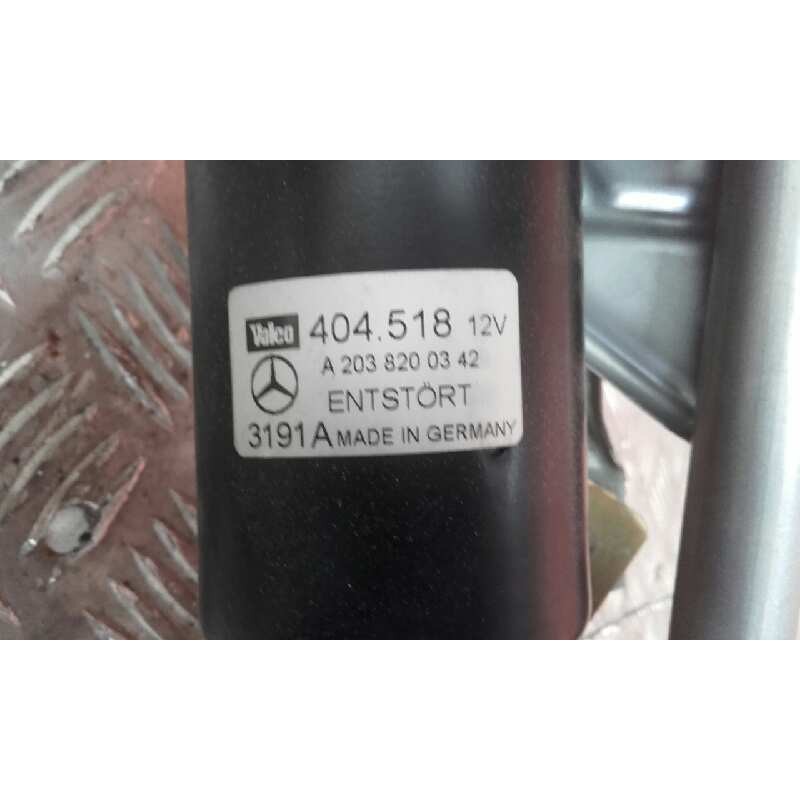 Valeo 404.518 12V
A 203 820 03 42
ENTSTÖRT
3191A MADE IN GERMANY